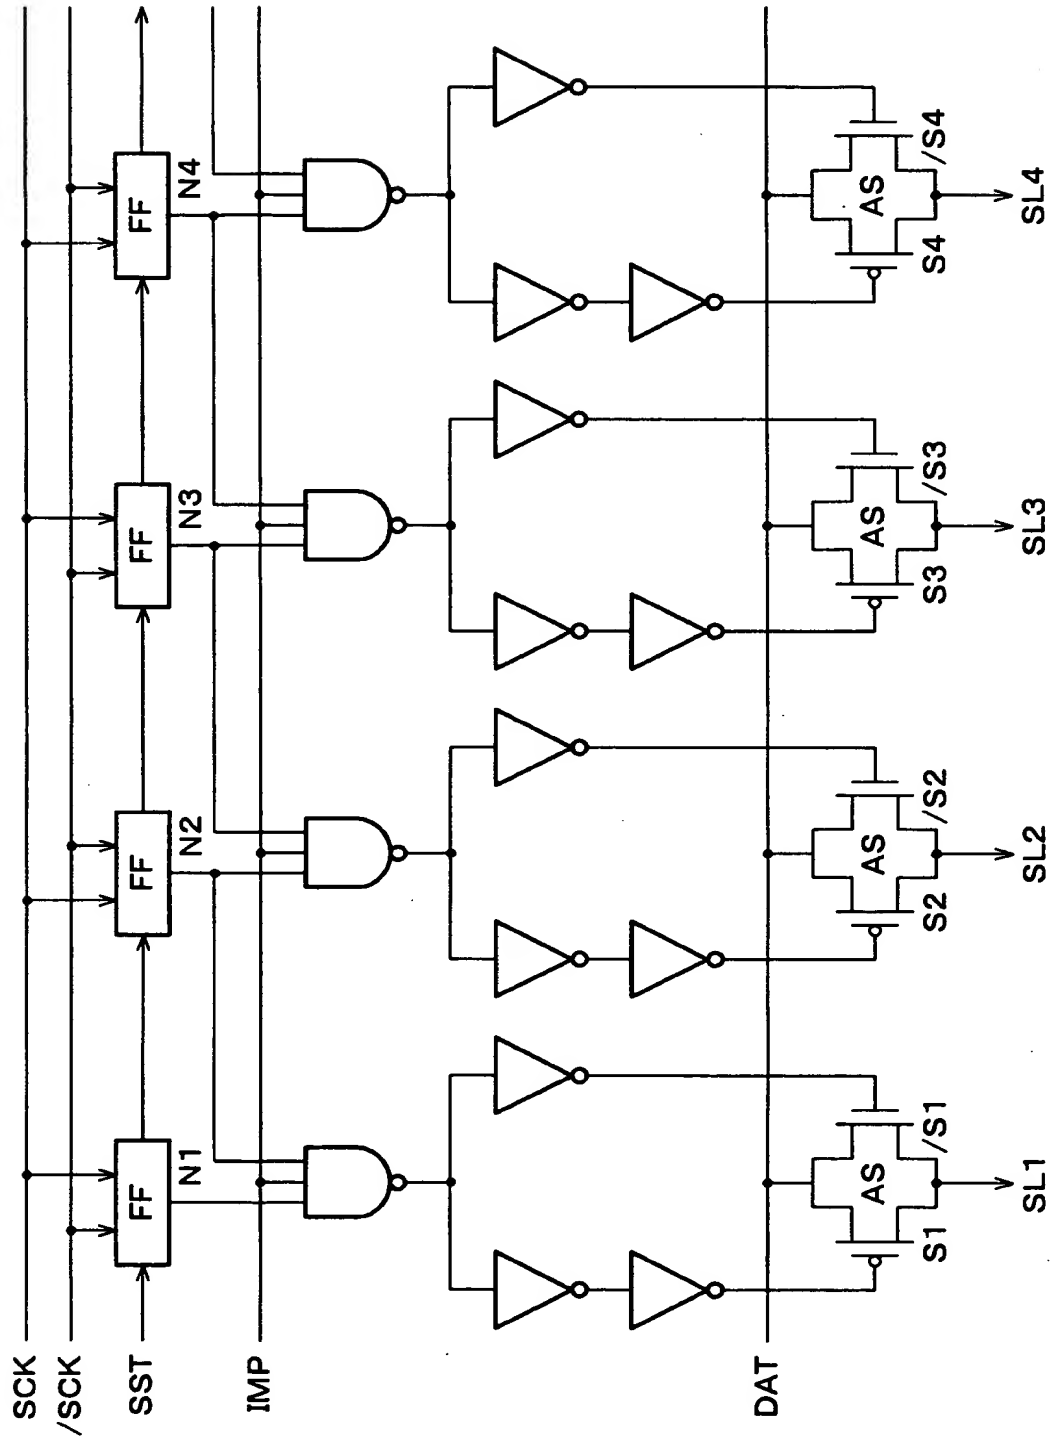 SCK
/SCK
SST
FF
FF
FF
FF
N1
N2
N3
N4
IMP
DAT
AS
AS
AS
AS
S1
/S1
S2
/S2
S3
/S3
S4
/S4
SL1
SL2
SL3
SL4